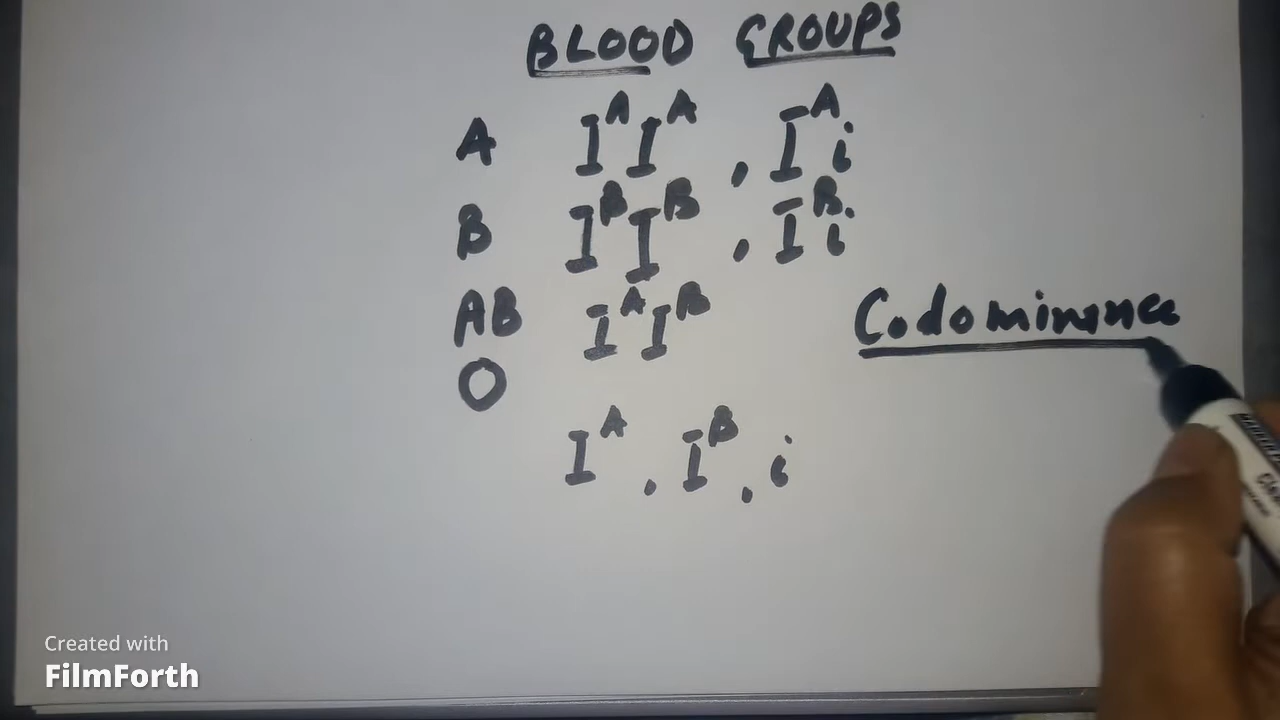 BLOOD GROUPS
A I^A I^A , I^A i
B I^B I^B , I^B i
AB I^A I^B Codominance
O
I^A , I^B , i
Created with
FilmForth